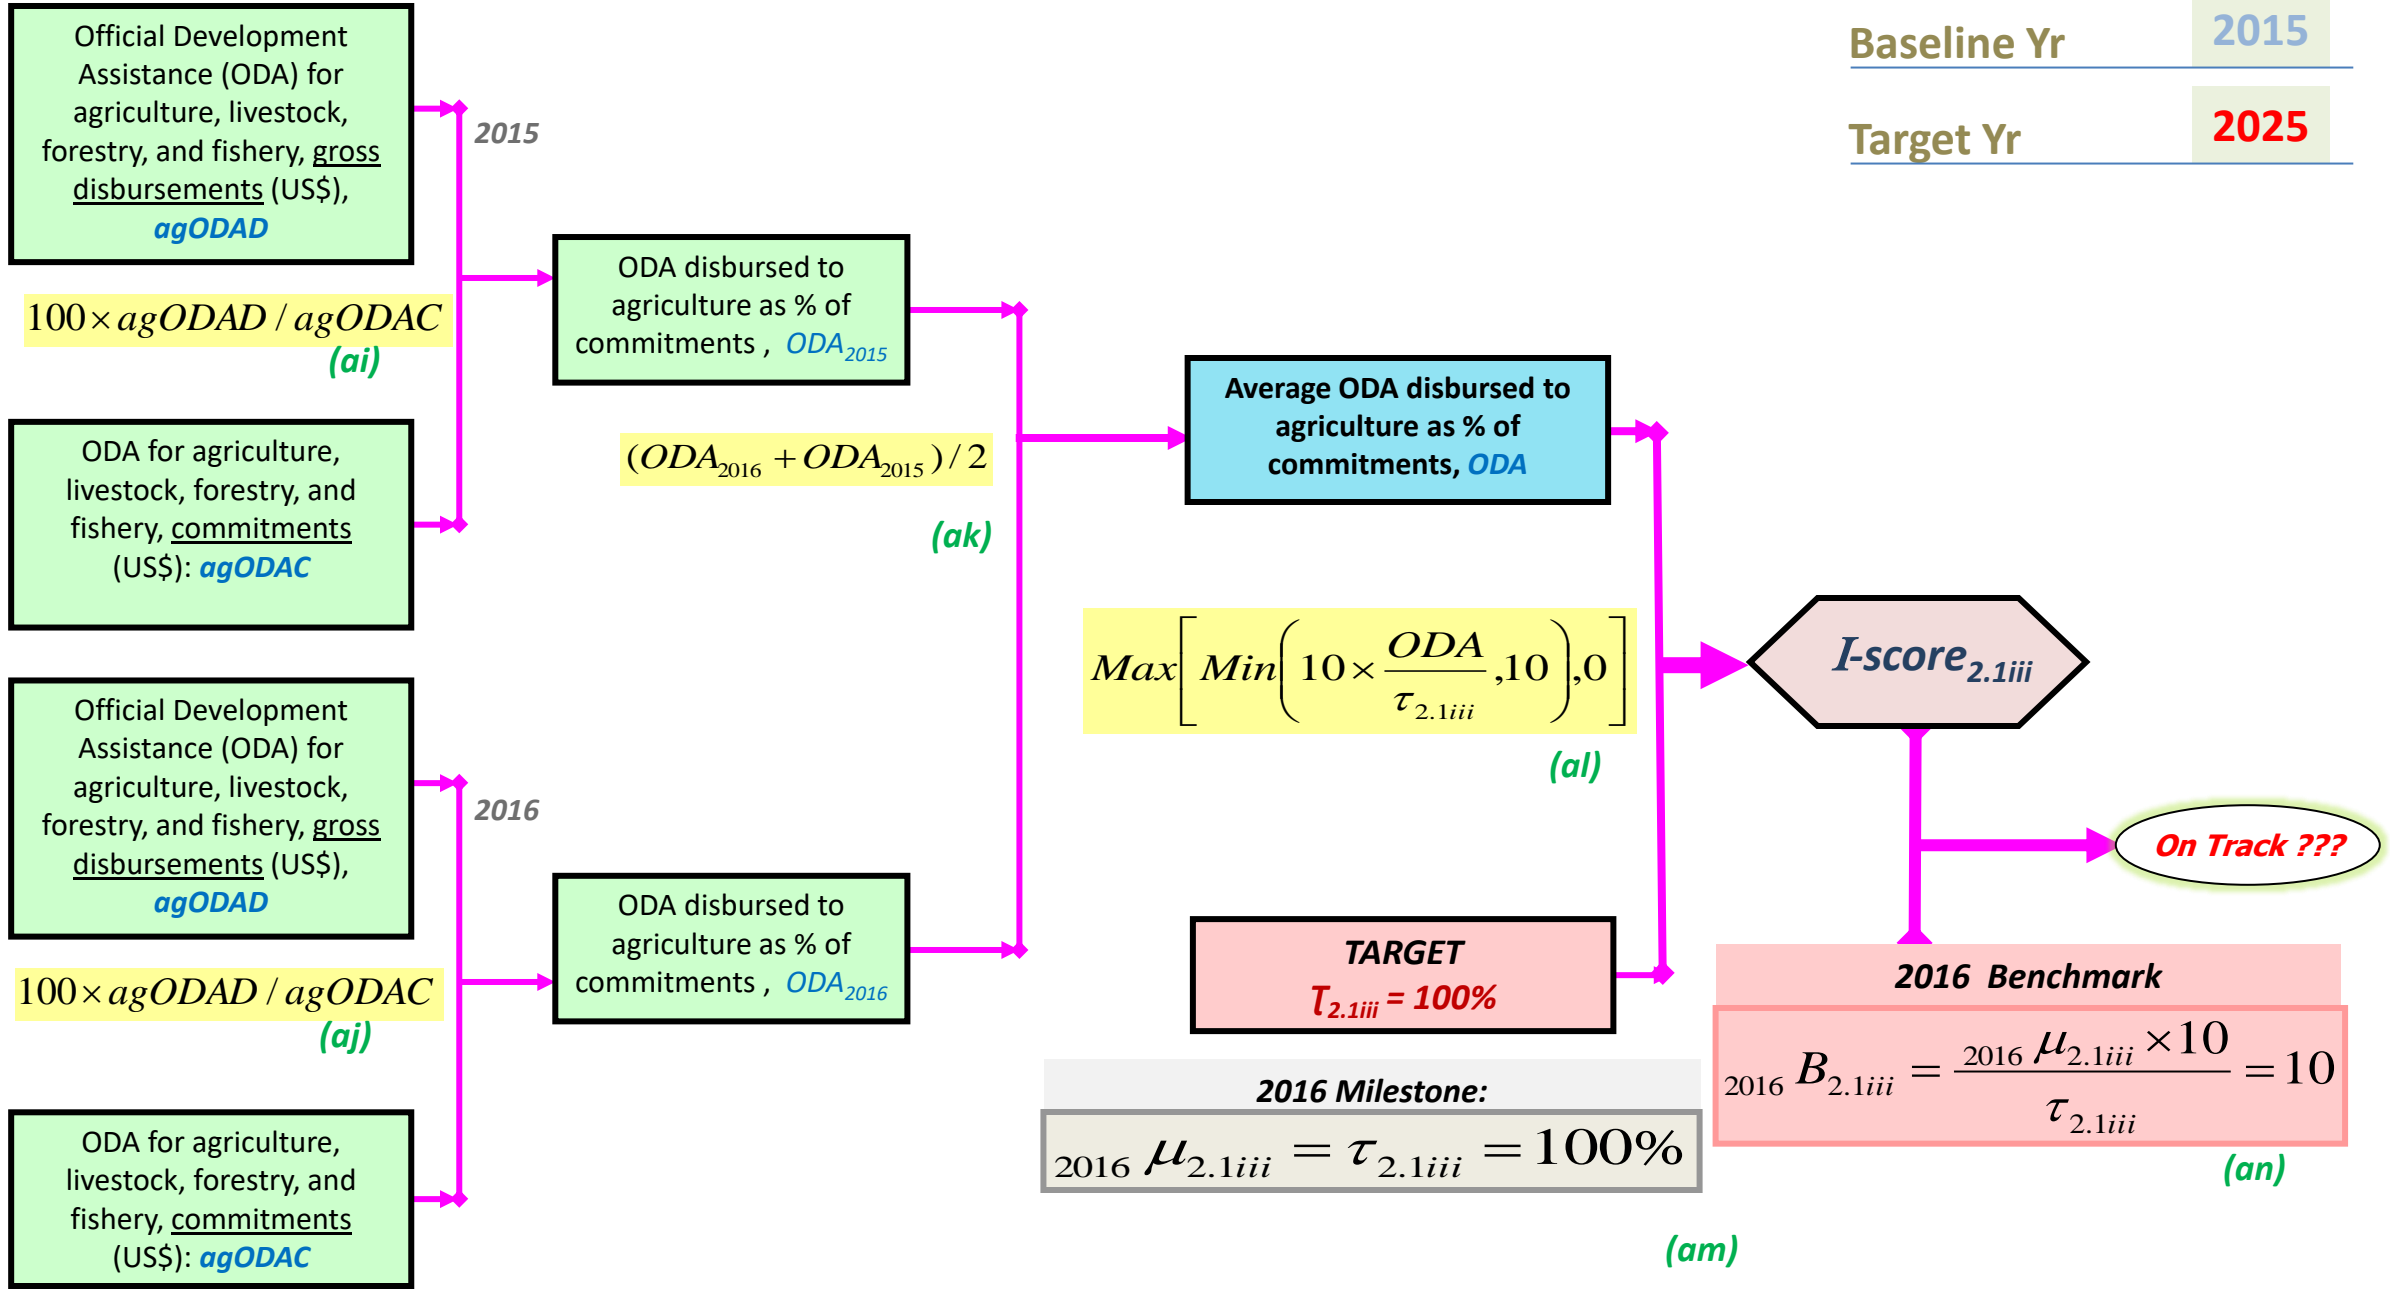 Baseline Yr 2015
Target Yr 2025
Official Development
Assistance (ODA) for
agriculture, livestock,
forestry, and fishery, gross
disbursements (US$),
agODAD
2015
100 × agODAD / agODAC
(ai)
ODA for agriculture,
livestock, forestry, and
fishery, commitments
(US$): agODAC
ODA disbursed to
agriculture as % of
commitments , ODA₂₀₁₅
Official Development
Assistance (ODA) for
agriculture, livestock,
forestry, and fishery, gross
disbursements (US$),
agODAD
2016
100 × agODAD / agODAC
(aj)
ODA for agriculture,
livestock, forestry, and
fishery, commitments
(US$): agODAC
ODA disbursed to
agriculture as % of
commitments , ODA₂₀₁₆
(ODA₂₀₁₆ + ODA₂₀₁₅) / 2
(ak)
Average ODA disbursed to
agriculture as % of
commitments, ODA
Max[Min(10 × ODA / τ2.1iii ,10),0]
(al)
TARGET
Ʈ2.1iii = 100%
2016 Milestone:
2016 μ2.1iii = τ2.1iii = 100%
(am)
I-score2.1iii
On Track ???
2016 Benchmark
2016 B2.1iii = 2016 μ2.1iii × 10 / τ2.1iii = 10
(an)